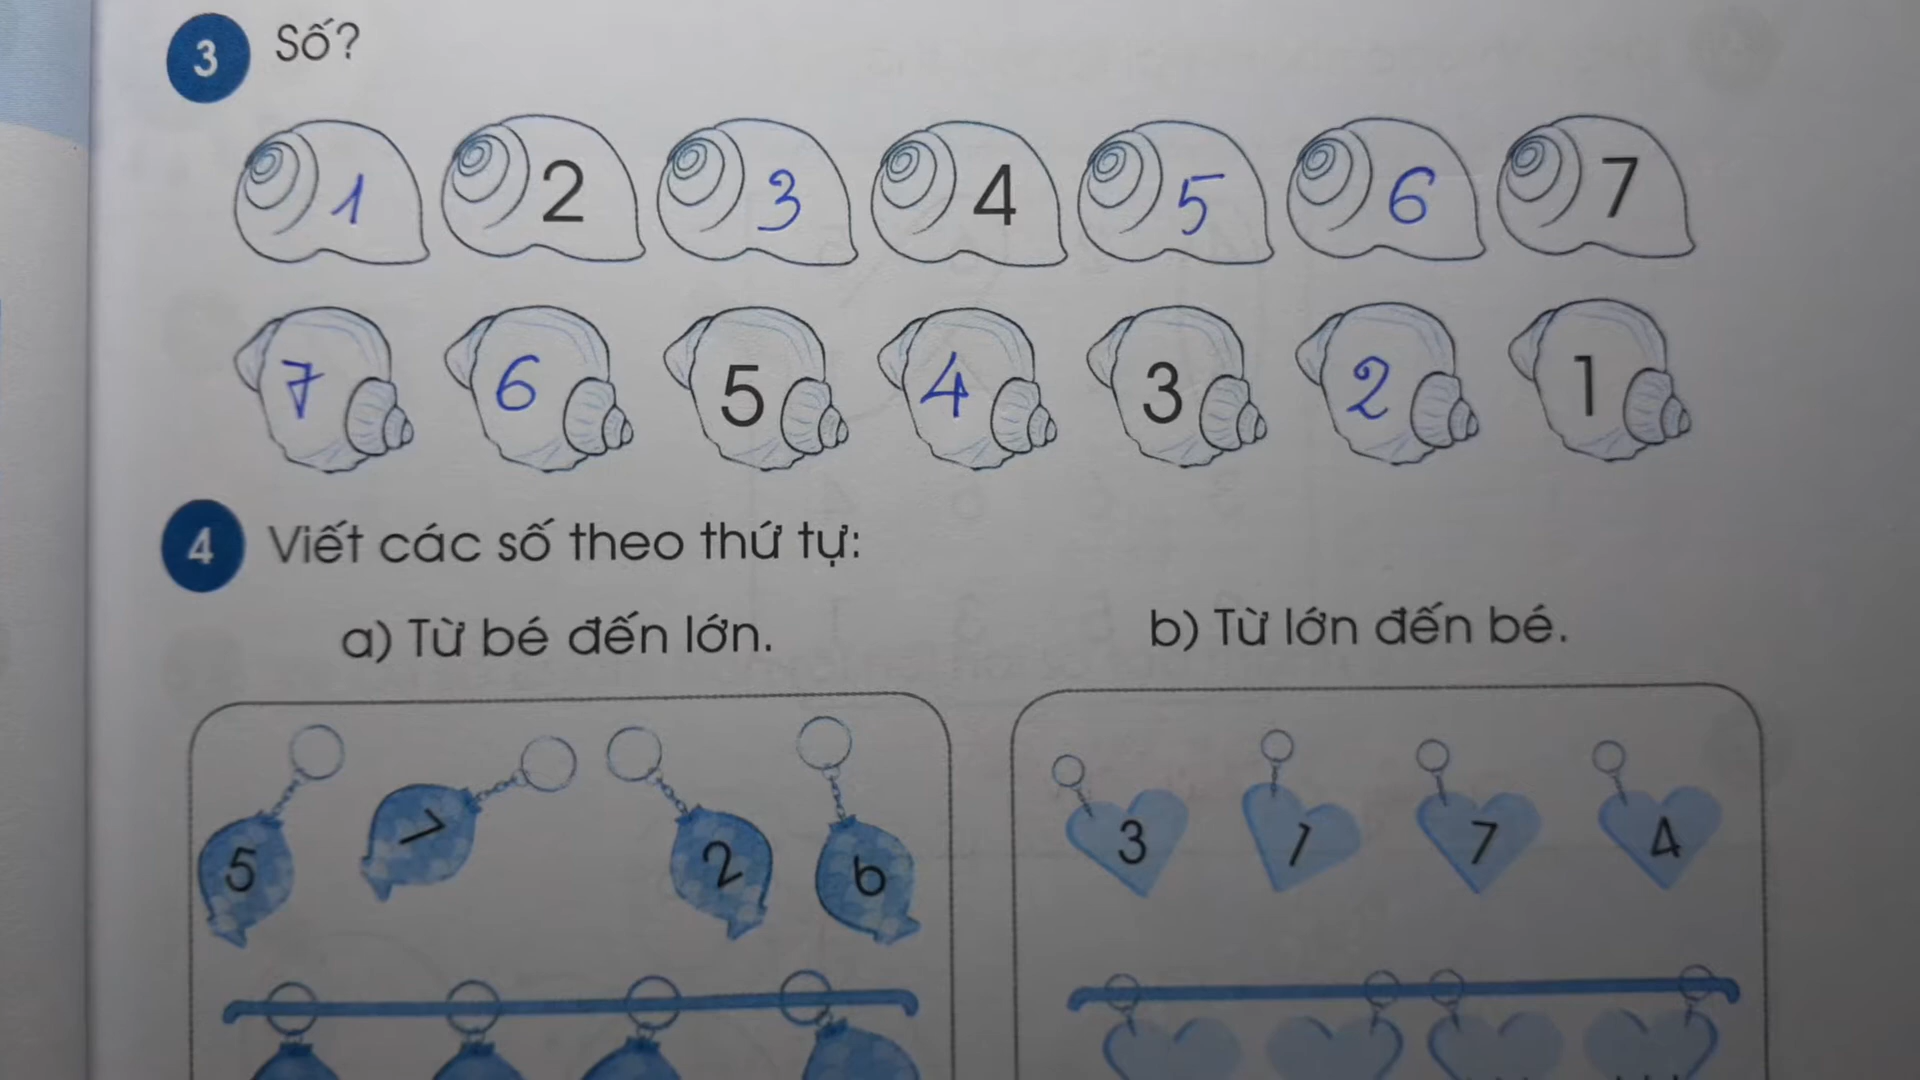 3 Số?
1 2 3 4 5 6 7
7 6 5 4 3 2 1
4 Viết các số theo thứ tự:
a) Từ bé đến lớn. b) Từ lớn đến bé.
5 7 2 6 3 1 7 4